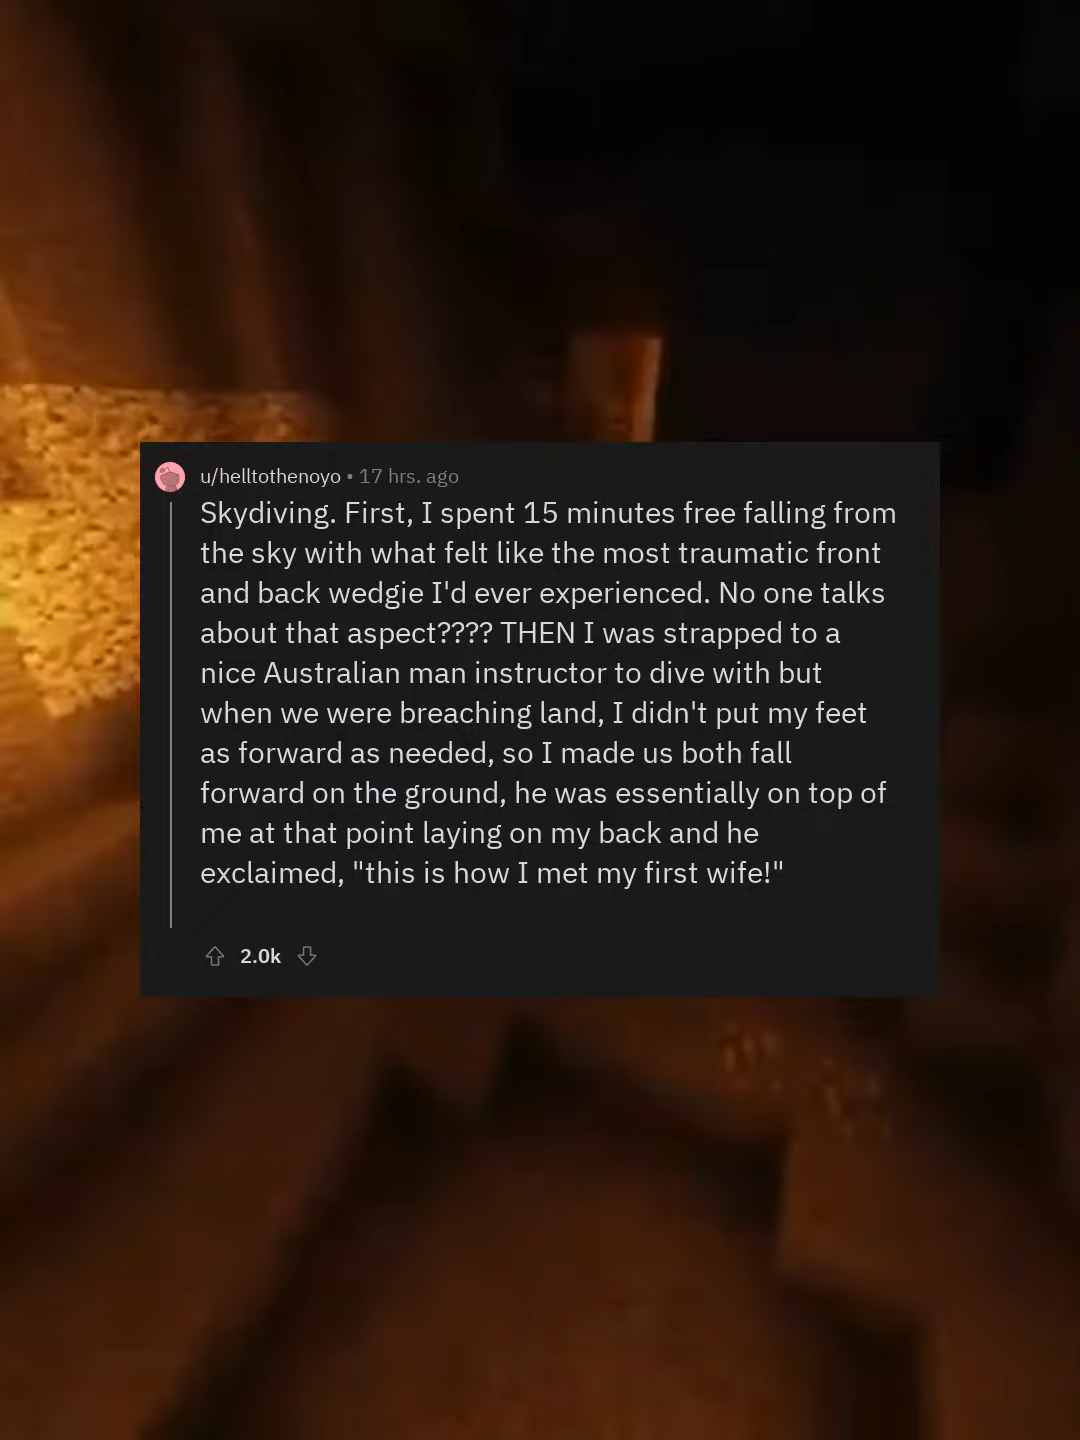 u/helltothenoyo • 17 hrs. ago
Skydiving. First, I spent 15 minutes free falling from
the sky with what felt like the most traumatic front
and back wedgie I'd ever experienced. No one talks
about that aspect???? THEN I was strapped to a
nice Australian man instructor to dive with but
when we were breaching land, I didn't put my feet
as forward as needed, so I made us both fall
forward on the ground, he was essentially on top of
me at that point laying on my back and he
exclaimed, "this is how I met my first wife!"
2.0k